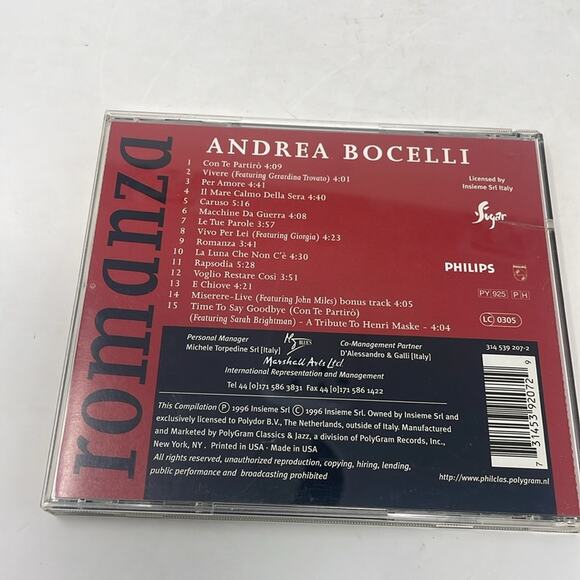 romanza
ANDREA BOCELLI
1 Con Te Partirò 4:09
2 Vivere (Featuring Gerardina Trovato) 4:01
3 Per Amore 4:41
4 Il Mare Calmo Della Sera 4:40
5 Caruso 5:16
6 Macchine Da Guerra 4:08
7 Le Tue Parole 3:57
8 Vivo Per Lei (Featuring Giorgia) 4:23
9 Romanza 3:41
10 La Luna Che Non C'è 4:30
11 Rapsodia 5:28
12 Voglio Restare Così 3:51
13 E Chiove 4:21
14 Miserere-Live (Featuring John Miles) bonus track 4:05
15 Time To Say Goodbye (Con Te Partirò)
(Featuring Sarah Brightman) - A Tribute To Henri Maske - 4:04
Licensed by
Insieme Srl Italy
Sugar
PHILIPS
PHILIPS
PY 925 P H
LC 0305
Personal Manager
Michele Torpedine Srl [Italy]
BLUE'S
Co-Management Partner
D'Alessandro & Galli [Italy]
Marshall Arts Ltd.
International Representation and Management
Tel 44 [0]171 586 3831 Fax 44 [0]171 586 1422
314 539 207-2
This Compilation Ⓟ 1996 Insieme Srl Ⓒ 1996 Insieme Srl. Owned by Insieme Srl and
exclusively licensed to Polydor B.V., The Netherlands, outside of Italy. Manufactured
and Marketed by PolyGram Classics & Jazz, a division of PolyGram Records, Inc.,
New York, NY . Printed in USA · Made in USA
All rights reserved, unauthorized reproduction, copying, hiring, lending,
public performance and broadcasting prohibited
http://www.philclas.polygram.nl
7 31453 92072 9